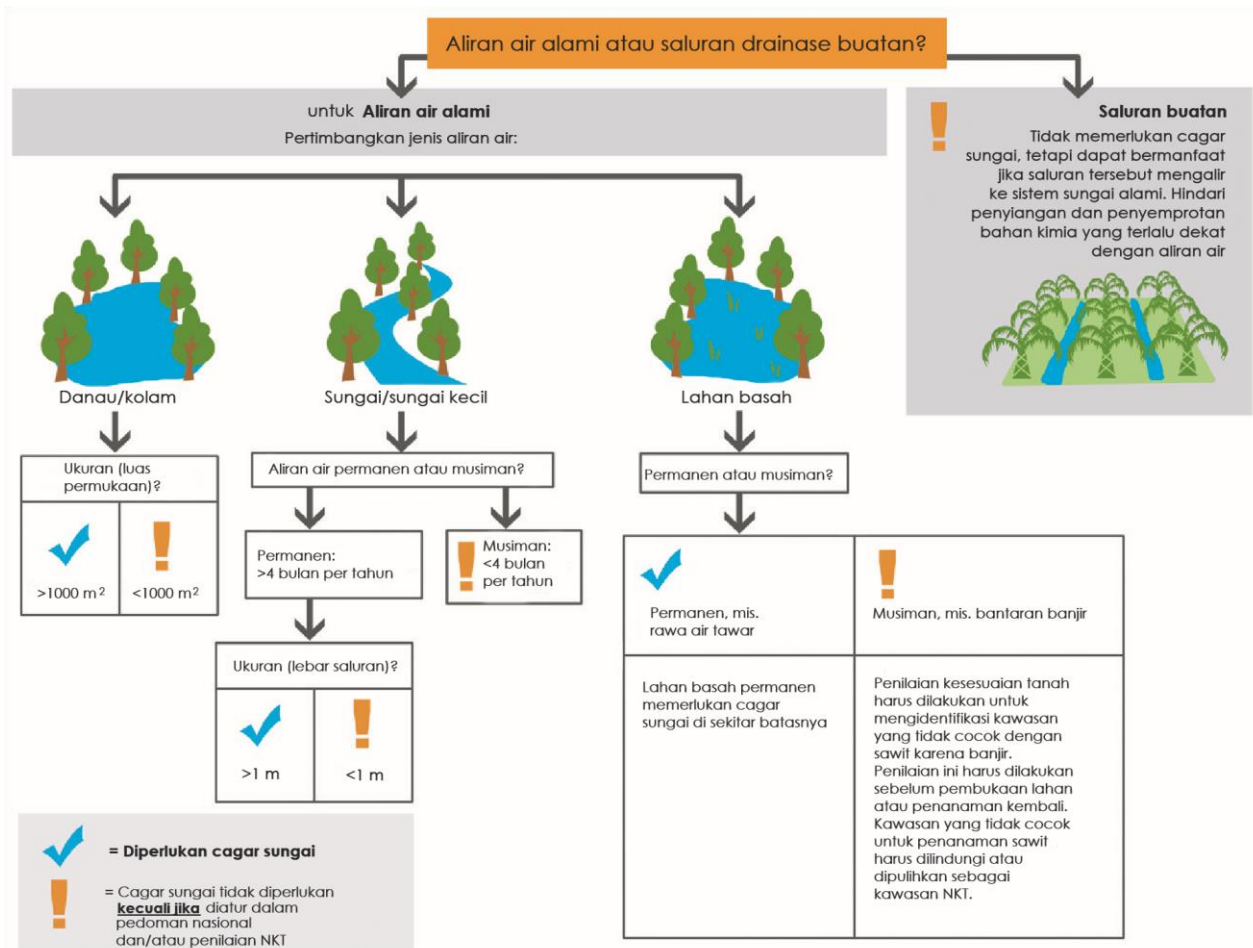 Aliran air alami atau saluran drainase buatan?
untuk Aliran air alami
Pertimbangkan jenis aliran air:
Saluran buatan
Tidak memerlukan cagar
sungai, tetapi dapat bermanfaat
jika saluran tersebut mengalir
ke sistem sungai alami. Hindari
penyiangan dan penyemprotan
bahan kimia yang terlalu dekat
dengan aliran air
Danau/kolam
Sungai/sungai kecil
Lahan basah
Ukuran (luas
permukaan)?
>1000 m²
<1000 m²
Aliran air permanen atau musiman?
Permanen:
>4 bulan per tahun
Musiman:
<4 bulan
per tahun
Ukuran (lebar saluran)?
>1 m
<1 m
Permanen atau musiman?
Permanen, mis.
rawa air tawar
Musiman, mis. bantaran banjir
Lahan basah permanen
memerlukan cagar
sungai di sekitar batasnya
Penilaian kesesuaian tanah
harus dilakukan untuk
mengidentifikasi kawasan
yang tidak cocok dengan
sawit karena banjir.
Penilaian ini harus dilakukan
sebelum pembukaan lahan
atau penanaman kembali.
Kawasan yang tidak cocok
untuk penanaman sawit
harus dilindungi atau
dipulihkan sebagai
kawasan NKT.
= Diperlukan cagar sungai
= Cagar sungai tidak diperlukan
kecuali jika diatur dalam
pedoman nasional
dan/atau penilaian NKT